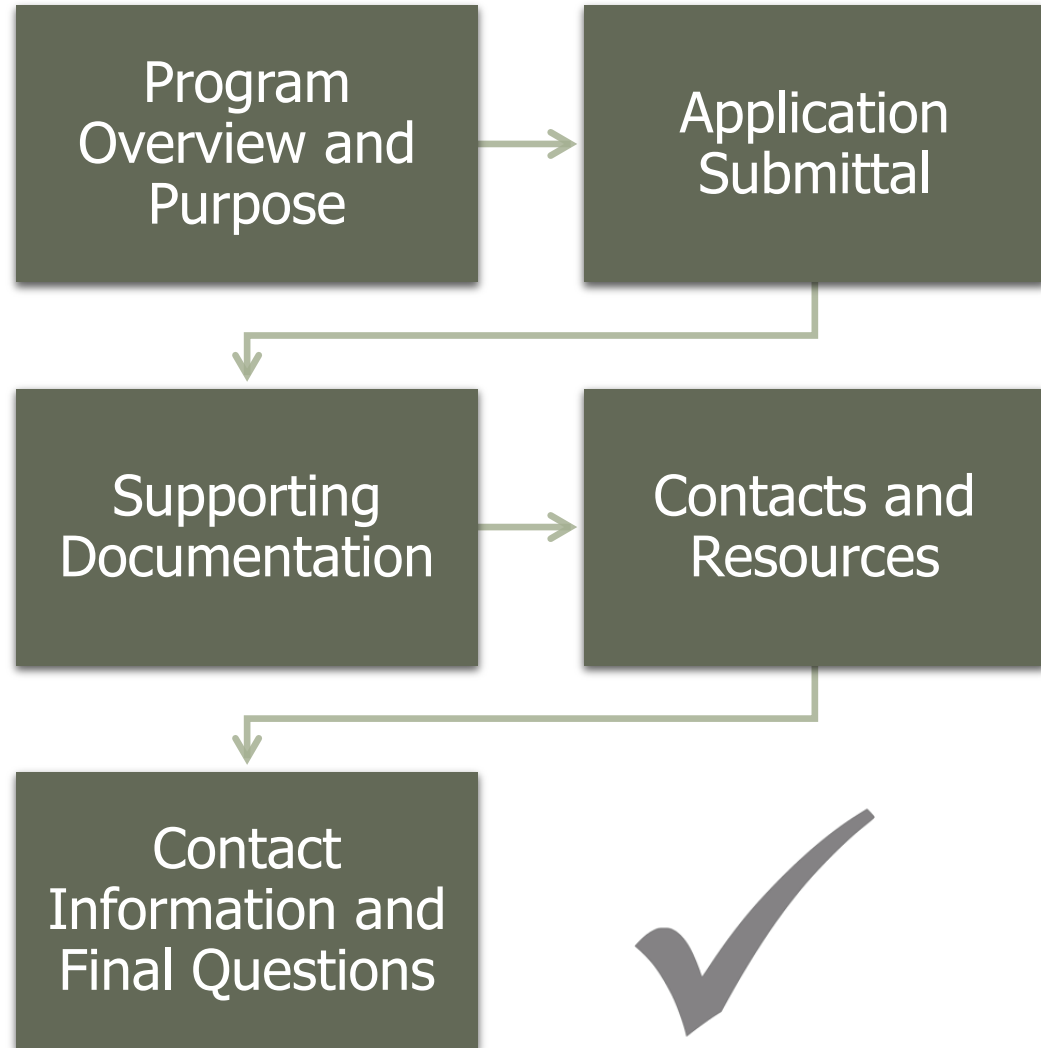 Program
Overview and
Purpose
Application
Submittal
Supporting
Documentation
Contacts and
Resources
Contact
Information and
Final Questions